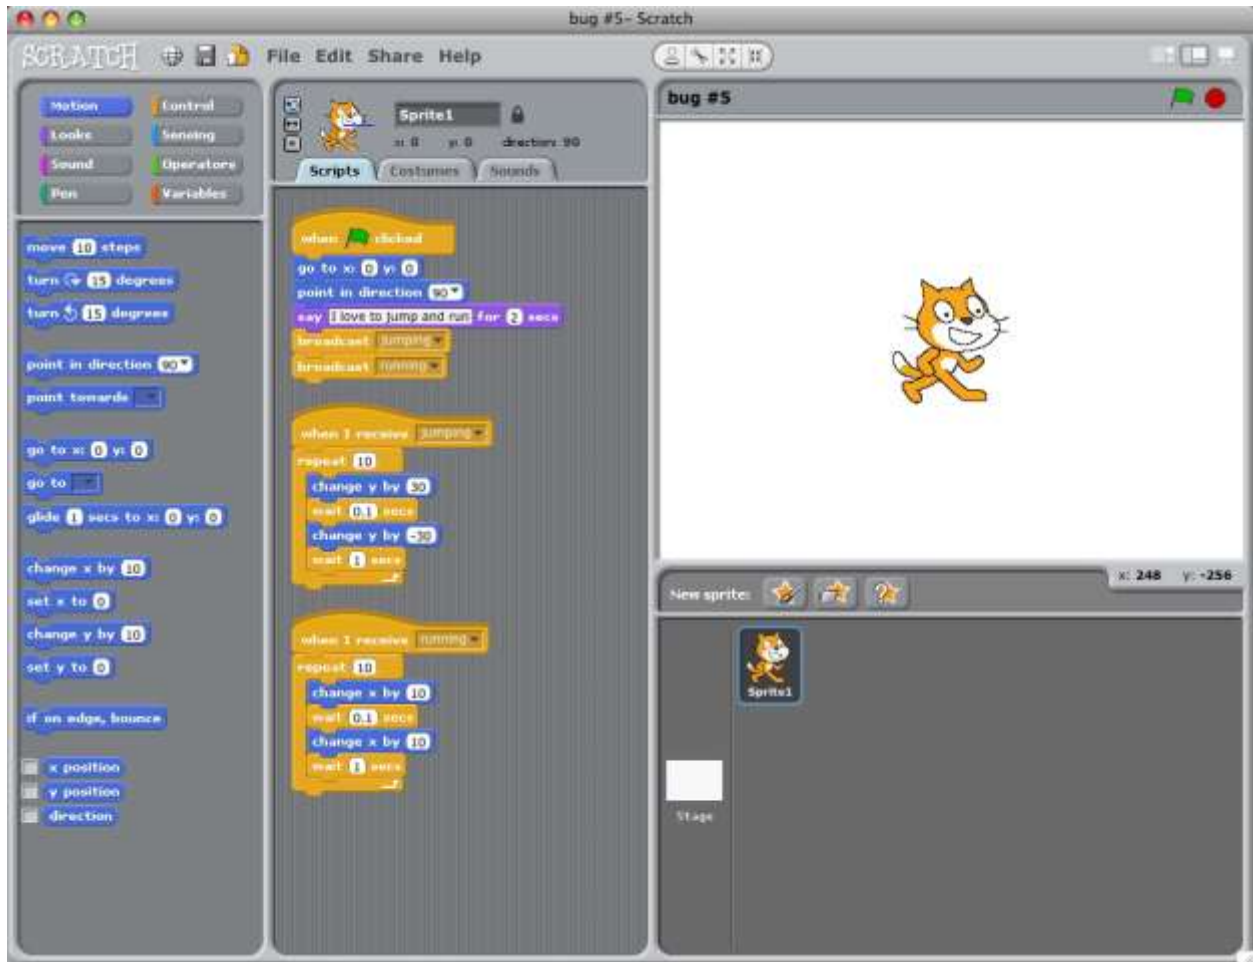 bug #5- Scratch
SCRATCH File Edit Share Help
Motion Control
Looks Sensing
Sound Operators
Pen Variables
move 10 steps
turn 15 degrees
turn 15 degrees
point in direction 90
point towards
go to x: 0 y: 0
go to
glide 1 secs to x: 0 y: 0
change x by 10
set x to 0
change y by 10
set y to 0
if on edge, bounce
x position
y position
direction
Sprite1
x: 0 y: 0 direction: 90
Scripts Costumes Sounds
when clicked
go to x: 0 y: 0
point in direction 90
say I love to jump and run for 2 secs
broadcast jumping
broadcast running
when I receive jumping
repeat 10
change y by 30
wait 0.1 secs
change y by -30
wait 1 secs
when I receive running
repeat 10
change x by 10
wait 0.1 secs
change x by 10
wait 1 secs
bug #5
x: 248 y: -256
New sprite:
Sprite1
Stage